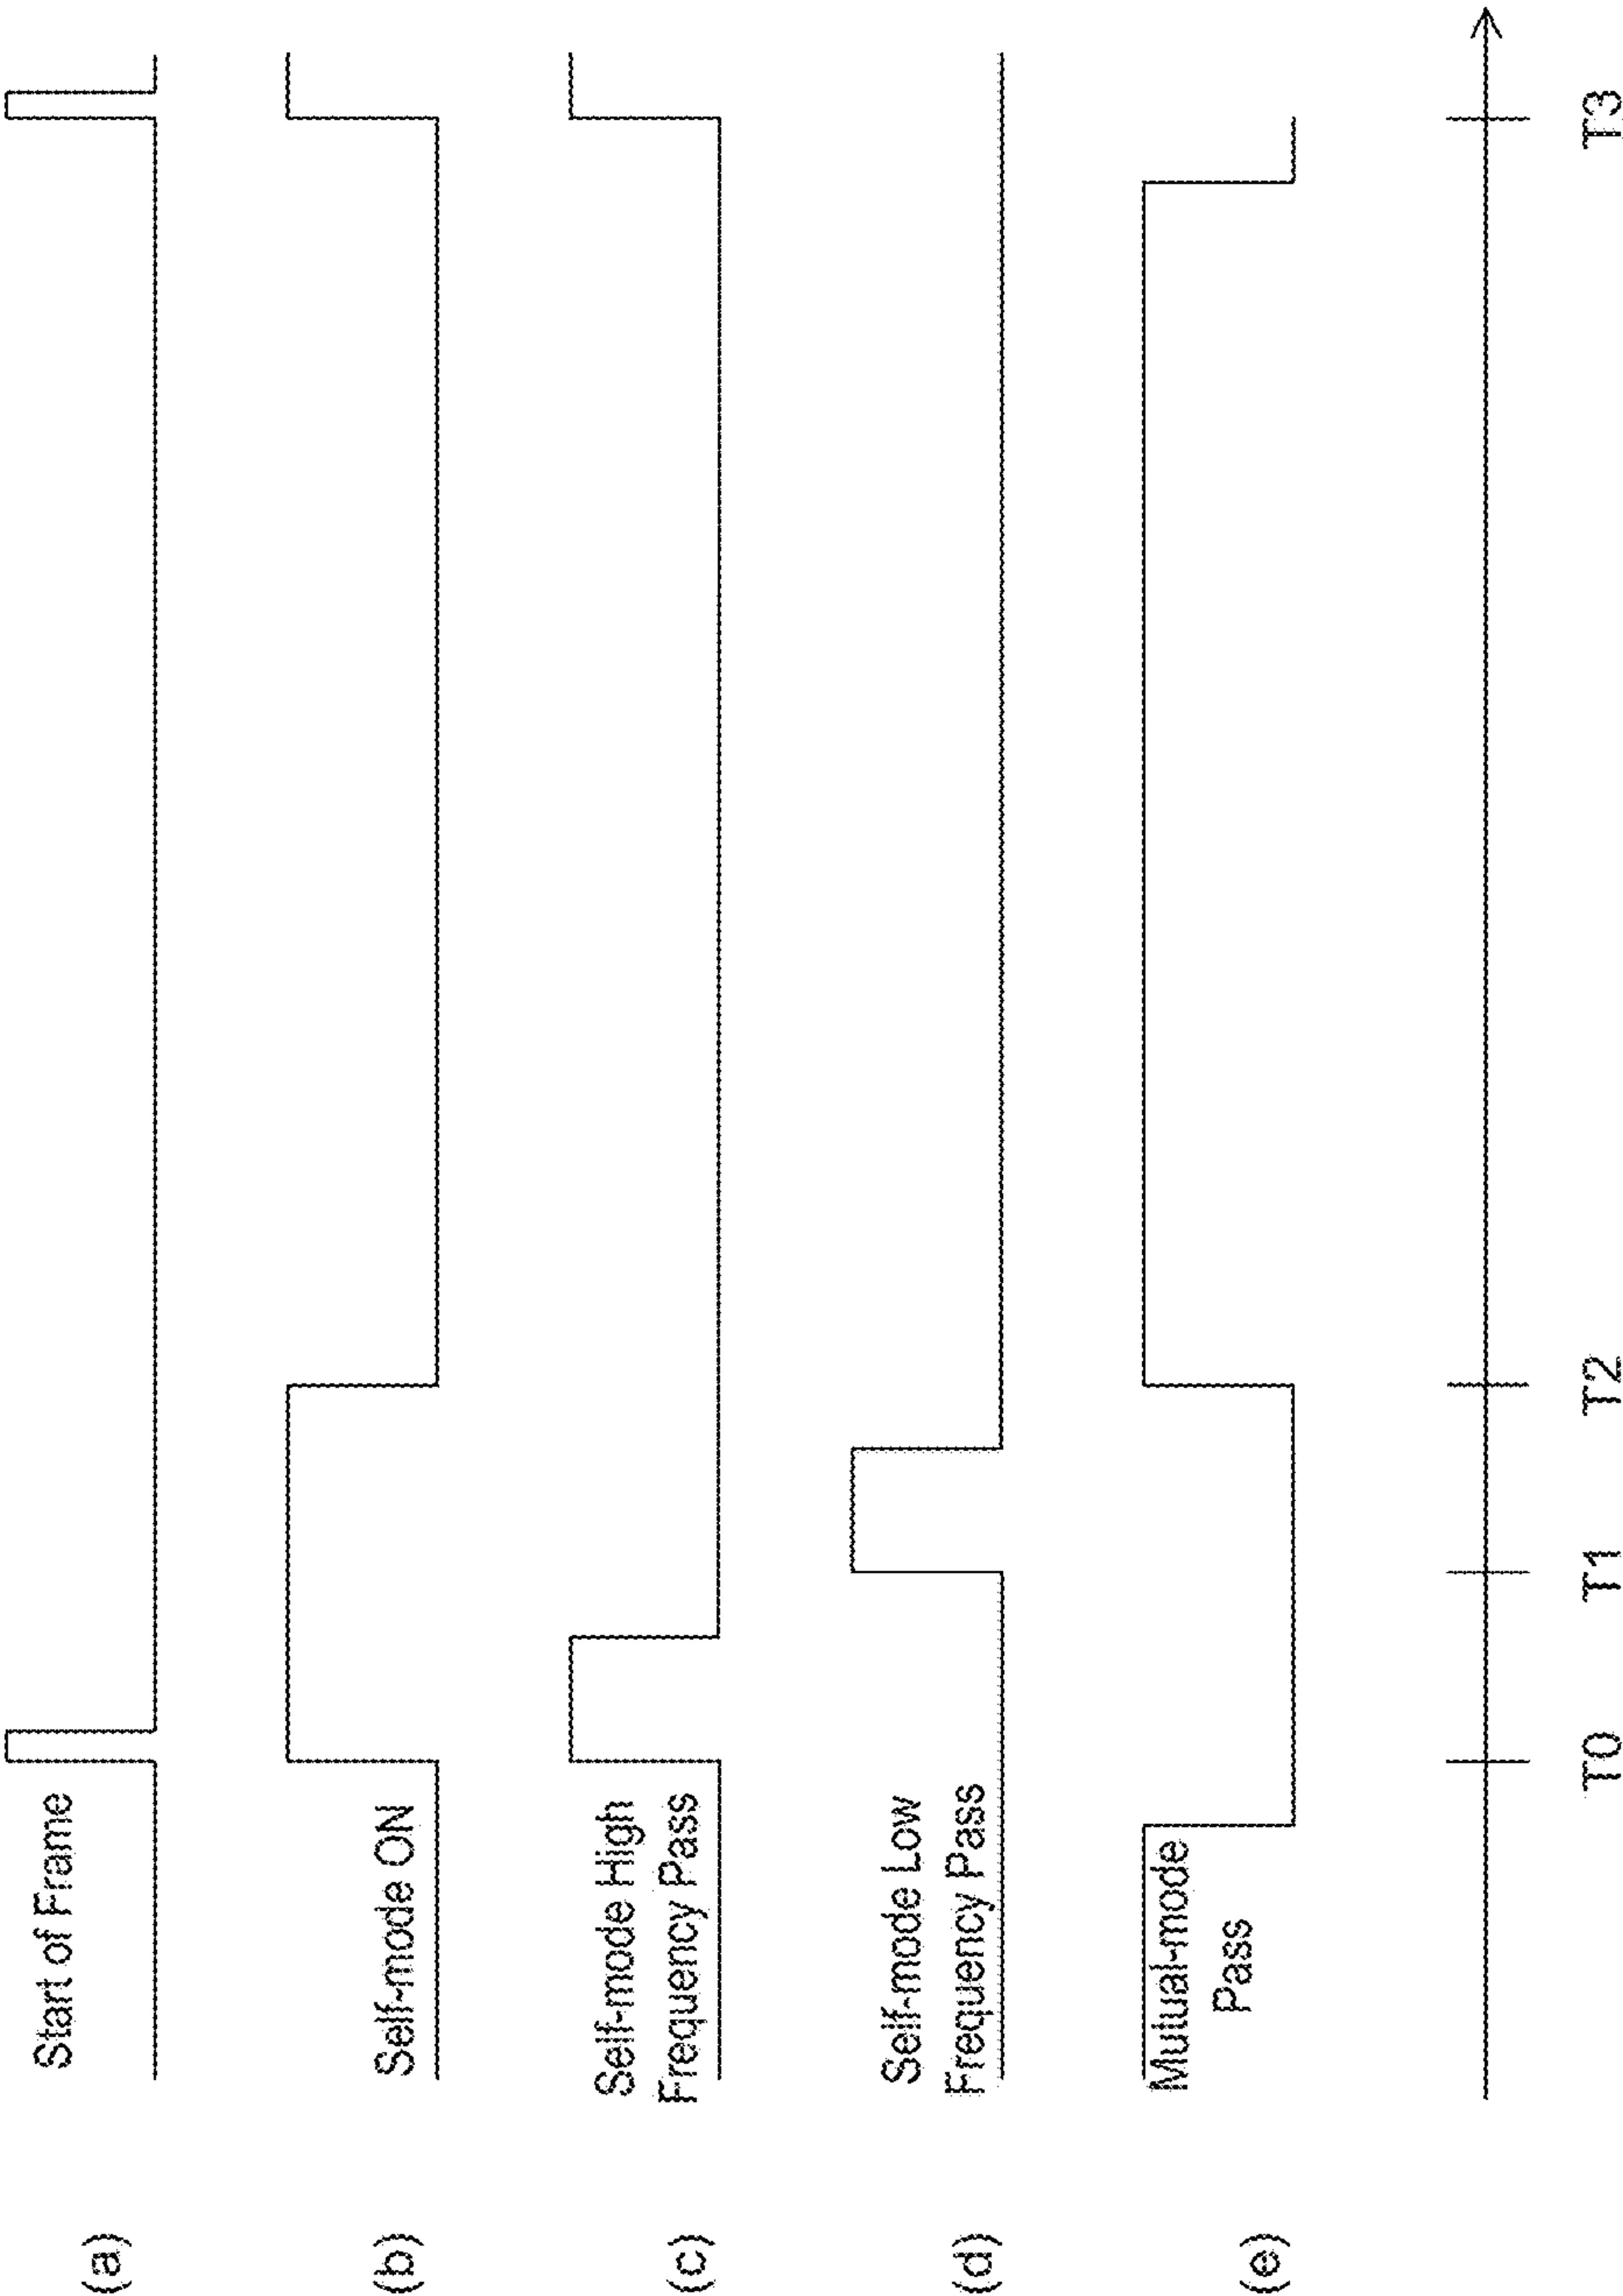 (a)
Start of Frame
(b)
Self-mode ON
(c)
Self-mode High
Frequency Pass
(d)
Self-mode Low
Frequency Pass
(e)
Mutual-mode
Pass
T0 T1 T2 T3